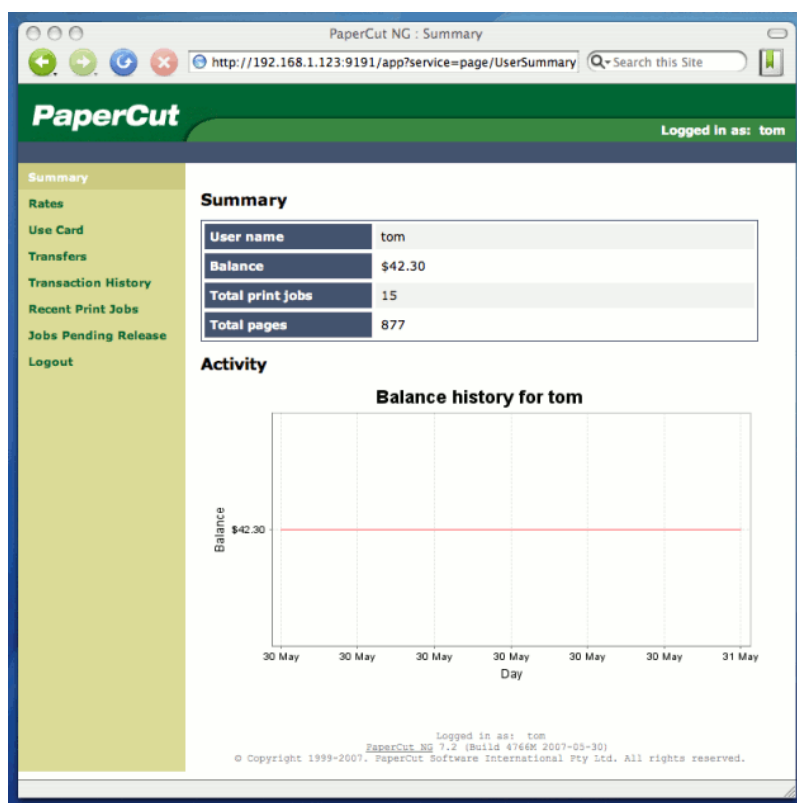 PaperCut NG : Summary
http://192.168.1.123:9191/app?service=page/UserSummary
Search this Site
PaperCut
Logged in as: tom
Summary
Rates
Use Card
Transfers
Transaction History
Recent Print Jobs
Jobs Pending Release
Logout
Summary
User name tom
Balance $42.30
Total print jobs 15
Total pages 877
Activity
Balance history for tom
Balance
$42.30
30 May 30 May 30 May 30 May 30 May 30 May 31 May
Day
Logged in as: tom
PaperCut NG 7.2 (Build 4766M 2007-05-30)
© Copyright 1999-2007. PaperCut Software International Pty Ltd. All rights reserved.